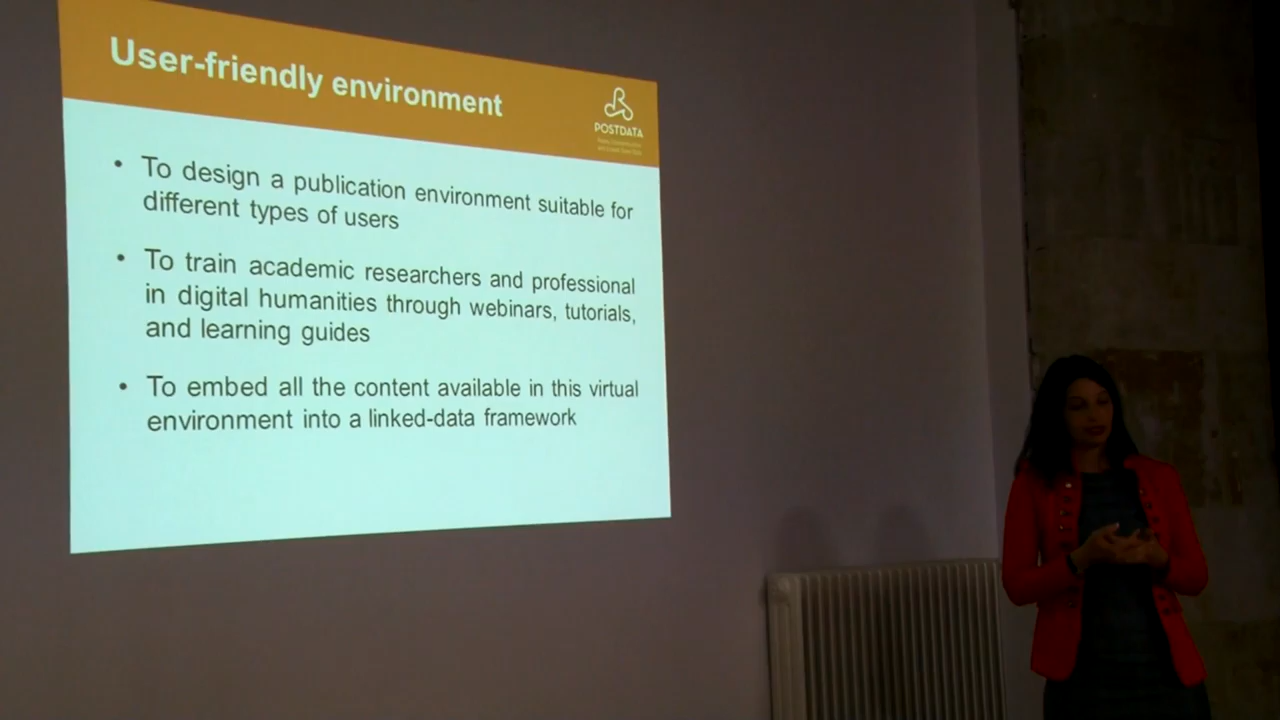 User-friendly environment
POSTDATA
• To design a publication environment suitable for
different types of users
• To train academic researchers and professional
in digital humanities through webinars, tutorials,
and learning guides
• To embed all the content available in this virtual
environment into a linked-data framework